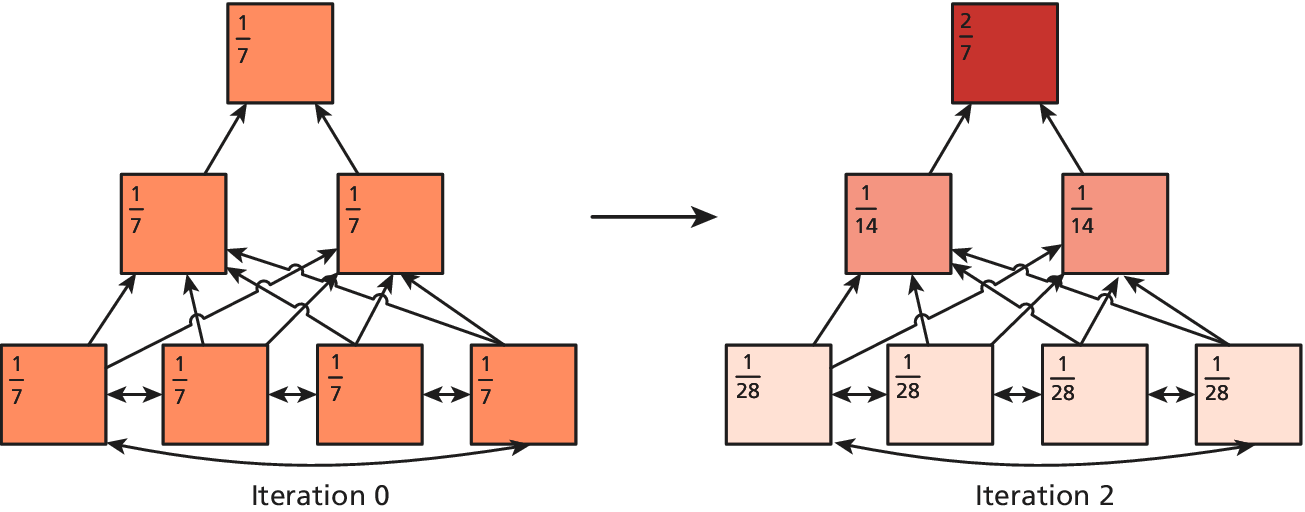 1/7
2/7
1/7 1/7
1/14 1/14
1/7 1/7 1/7 1/7
1/28 1/28 1/28 1/28
Iteration 0
Iteration 2